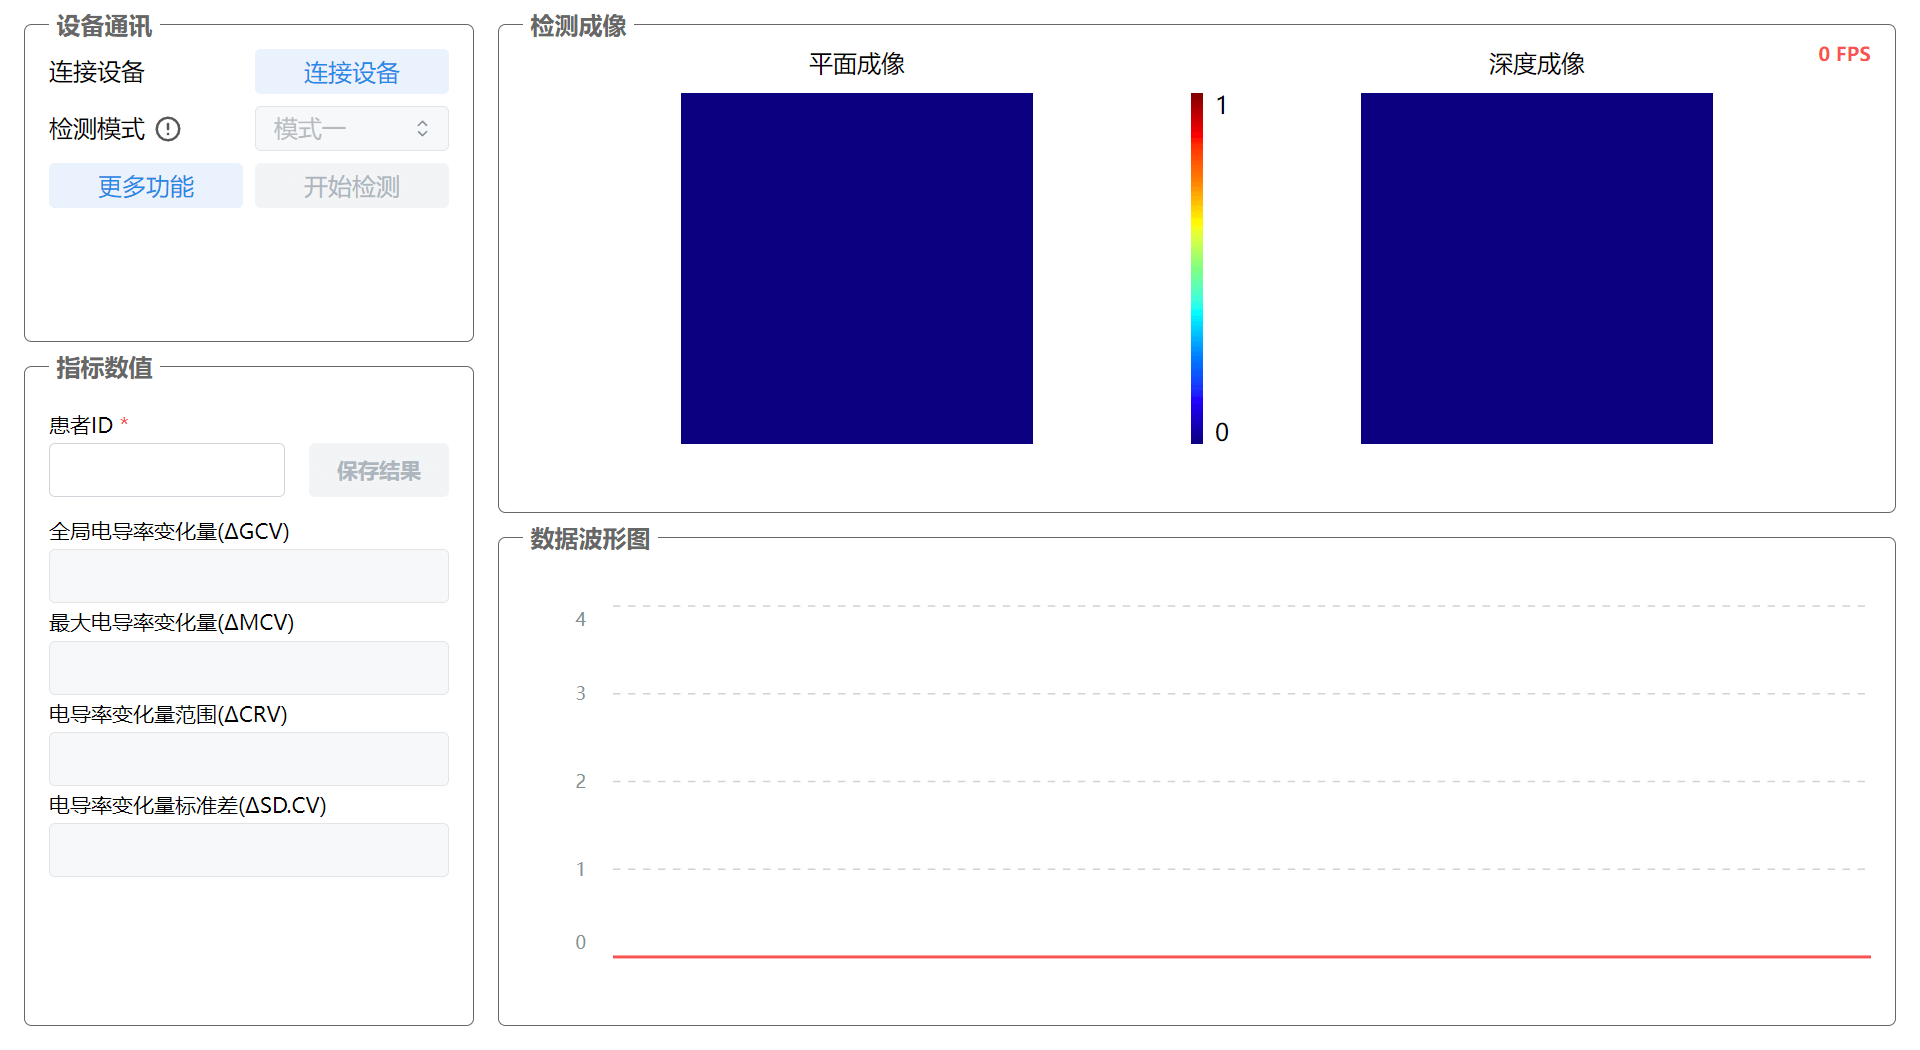 设备通讯
连接设备
连接设备
检测模式
模式一
更多功能
开始检测
指标数值
患者ID *
保存结果
全局电导率变化量(ΔGCV)
最大电导率变化量(ΔMCV)
电导率变化量范围(ΔCRV)
电导率变化量标准差(ΔSD.CV)
检测成像
0 FPS
平面成像
深度成像
1
0
数据波形图
4
3
2
1
0